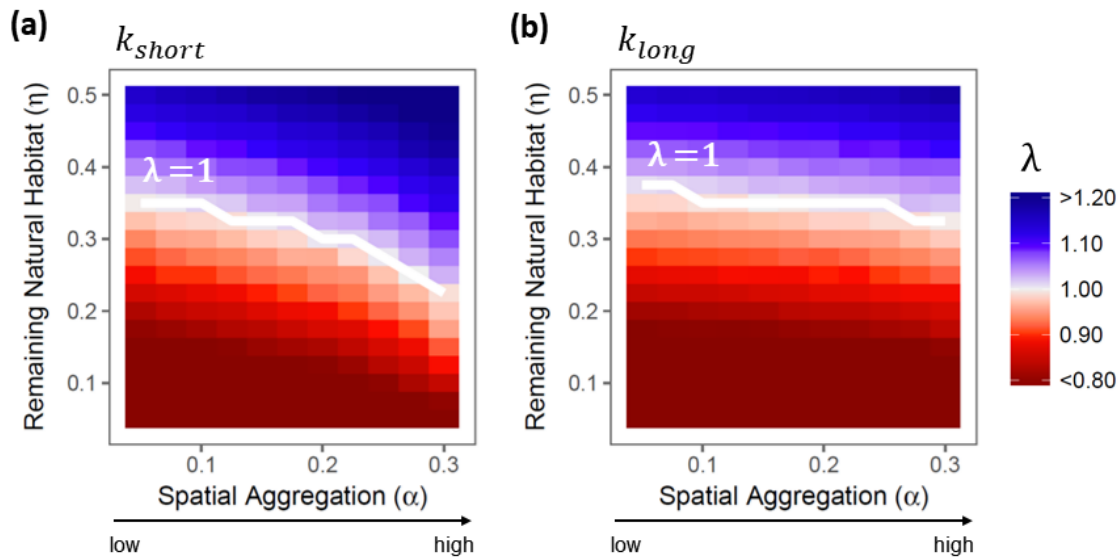 (a)
k_short
Remaining Natural Habitat (η)
0.5
0.4
0.3
0.2
0.1
λ=1
0.1 0.2 0.3
Spatial Aggregation (α)
low high
(b)
k_long
Remaining Natural Habitat (η)
0.5
0.4
0.3
0.2
0.1
λ=1
0.1 0.2 0.3
Spatial Aggregation (α)
low high
λ
>1.20
1.10
1.00
0.90
<0.80